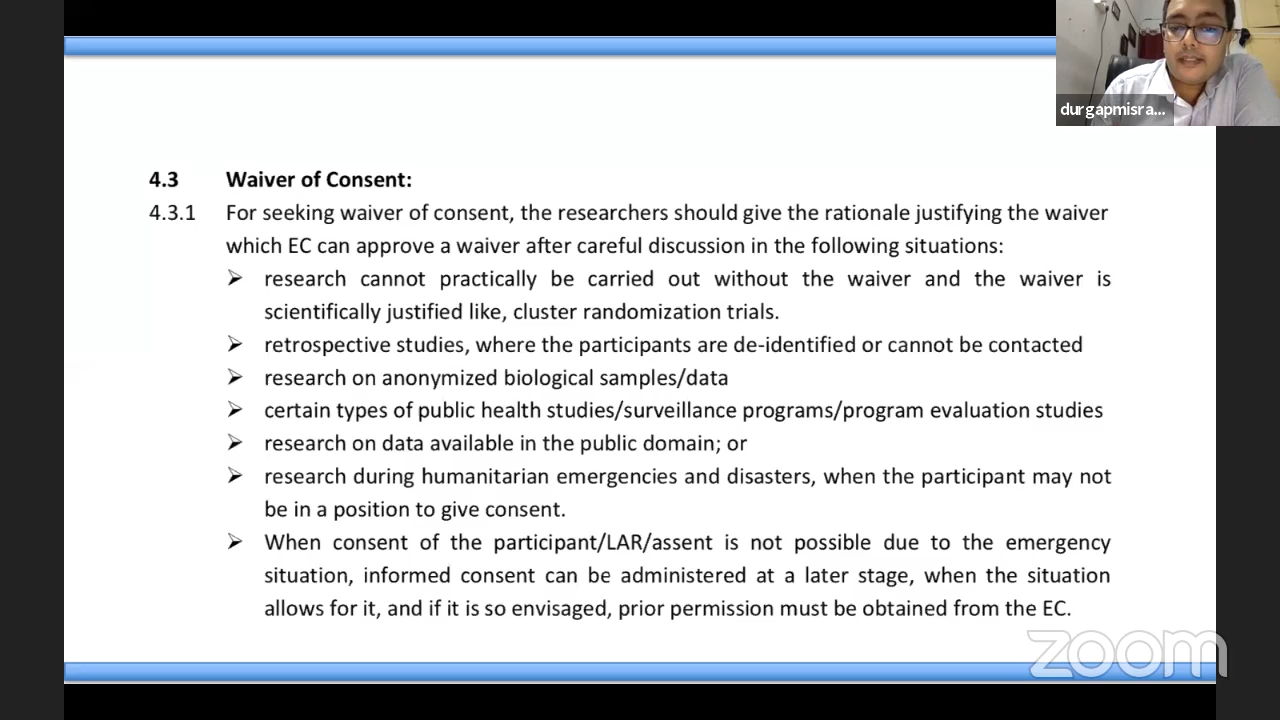 durgapmisra...
4.3 Waiver of Consent:
4.3.1 For seeking waiver of consent, the researchers should give the rationale justifying the waiver
which EC can approve a waiver after careful discussion in the following situations:
➢ research cannot practically be carried out without the waiver and the waiver is
scientifically justified like, cluster randomization trials.
➢ retrospective studies, where the participants are de-identified or cannot be contacted
➢ research on anonymized biological samples/data
➢ certain types of public health studies/surveillance programs/program evaluation studies
➢ research on data available in the public domain; or
➢ research during humanitarian emergencies and disasters, when the participant may not
be in a position to give consent.
➢ When consent of the participant/LAR/assent is not possible due to the emergency
situation, informed consent can be administered at a later stage, when the situation
allows for it, and if it is so envisaged, prior permission must be obtained from the EC.
zoom